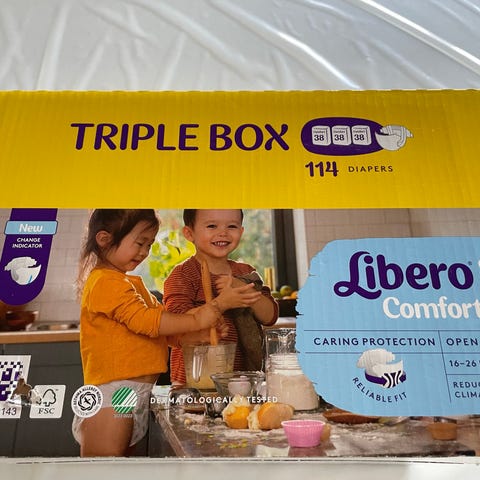 TRIPLE BOX
38 38 38
114 DIAPERS
New
CHANGE
INDICATOR
Libero
Comfort
CARING PROTECTION
OPEN
16-26
RELIABLE FIT
143
FSC
DERMATOLOGICALLY TESTED